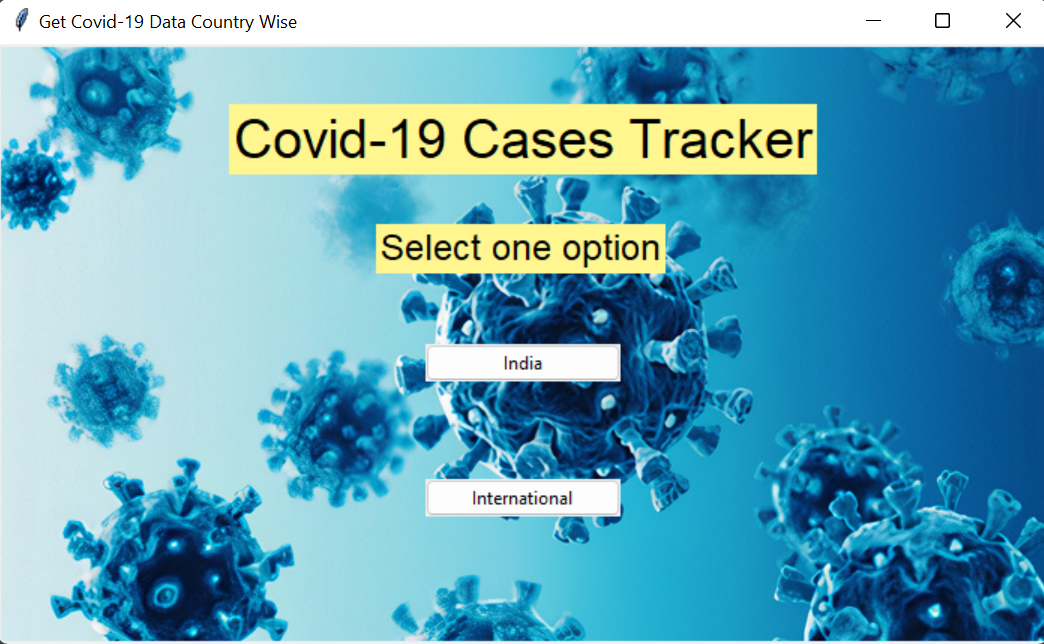 Get Covid-19 Data Country Wise
Covid-19 Cases Tracker
Select one option
India
International